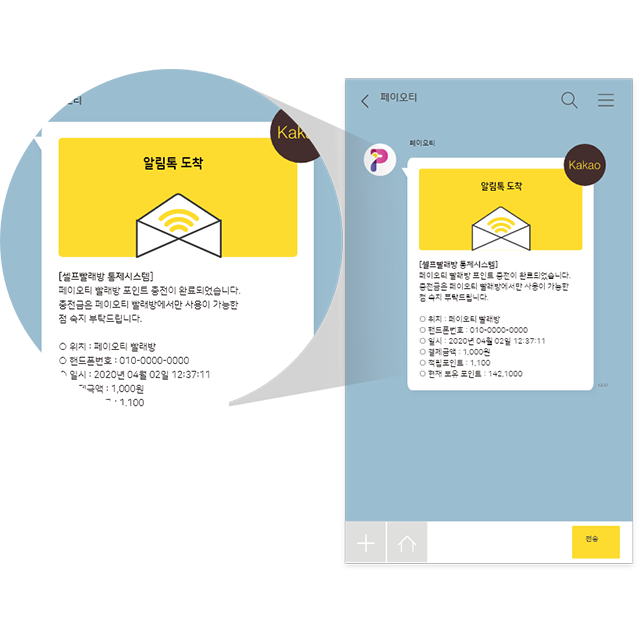 Kakao
알림톡 도착
[셀프빨래방 통제시스템]
페이오티 빨래방 포인트 충전이 완료되었습니다.
충전금은 페이오티 빨래방에서만 사용이 가능한
점 숙지 부탁드립니다.
○ 위치 : 페이오티 빨래방
○ 핸드폰번호 : 010-0000-0000
일시 : 2020년 04월 02일 12:37:11
금액 : 1,000원
: 1,100
페이오티
페이오티
Kakao
알림톡 도착
[셀프빨래방 통제시스템]
페이오티 빨래방 포인트 충전이 완료되었습니다.
충전금은 페이오티 빨래방에서만 사용이 가능한
점 숙지 부탁드립니다.
○ 위치 : 페이오티 빨래방
○ 핸드폰번호 : 010-0000-0000
○ 일시 : 2020년 04월 02일 12:37:11
○ 결제금액 : 1,000원
○ 적립포인트 : 1,100
○ 현재 보유 포인트 : 142,1000
전송